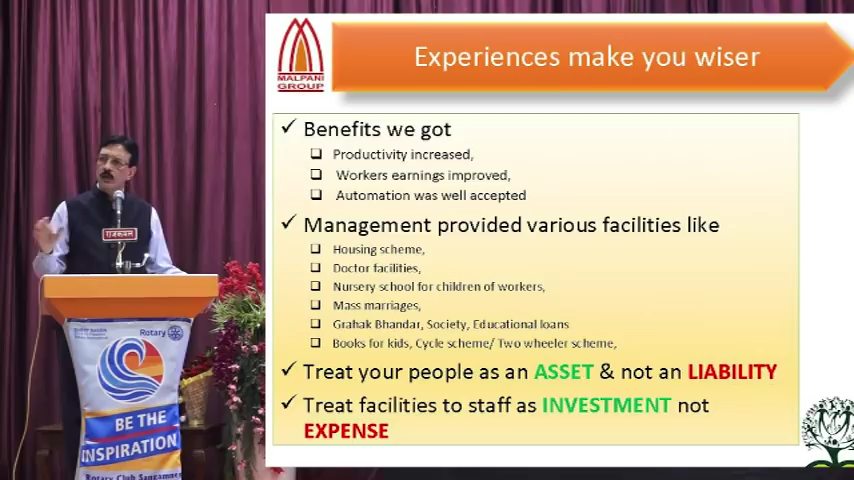 MALPANI
GROUP
Experiences make you wiser
✓ Benefits we got
❑ Productivity increased,
❑ Workers earnings improved,
❑ Automation was well accepted
✓ Management provided various facilities like
❑ Housing scheme,
❑ Doctor facilities,
❑ Nursery school for children of workers,
❑ Mass marriages,
❑ Grahak Bhandar, Society, Educational loans
❑ Books for kids, Cycle scheme/ Two wheeler scheme,
✓ Treat your people as an ASSET & not an LIABILITY
✓ Treat facilities to staff as INVESTMENT not
EXPENSE
राजकमल
Rotary
BE THE
INSPIRATION
Rotary Club Sangamner